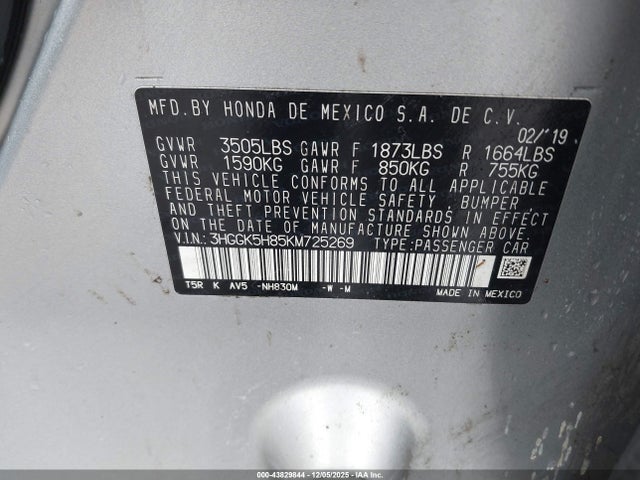 MFD. BY HONDA DE MEXICO S.A. DE C.V.
02/'19
GVWR 3505LBS GAWR F 1873LBS R 1664LBS
GVWR 1590KG GAWR F 850KG R 755KG
THIS VEHICLE CONFORMS TO ALL APPLICABLE
FEDERAL MOTOR VEHICLE SAFETY, BUMPER
AND THEFT PREVENTION STANDARDS IN
EFFECT ON THE DATE OF MANUFACTURE SHOWN ABOVE.
V.I.N.: 3HGGK5H85KM725269 TYPE:PASSENGER CAR
T5R K AV5 -NH830M -W -M MADE IN MEXICO
000-43829844 | 12/05/2025 - IAA Inc.